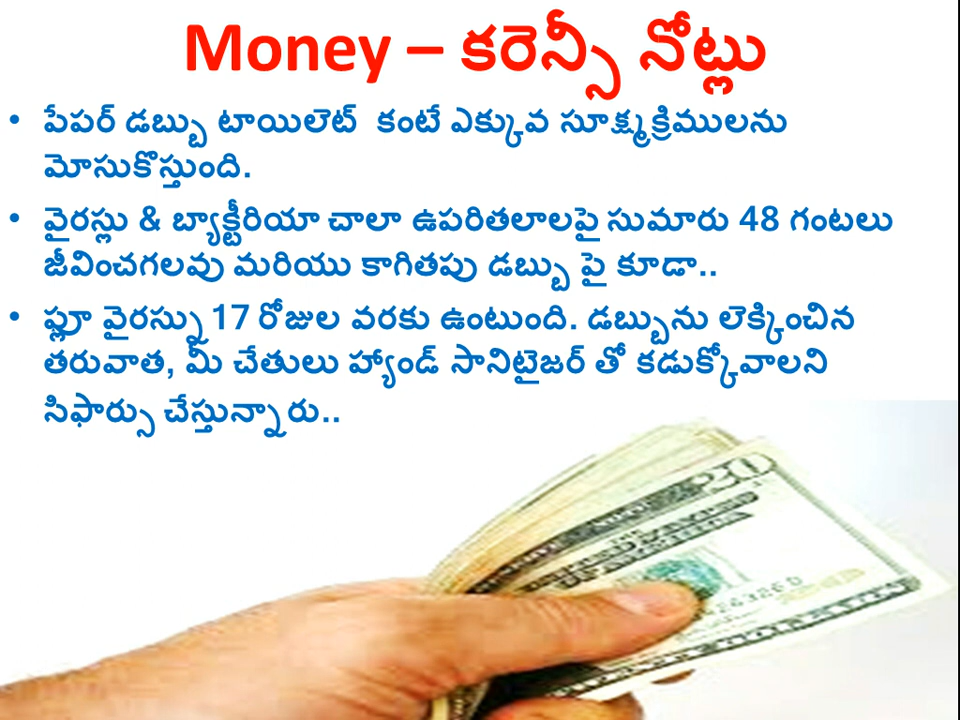 Money – కరెన్సీ నోట్లు
• పేపర్ డబ్బు టాయిలెట్ కంటే ఎక్కువ సూక్ష్మక్రిములను
మోసుకొస్తుంది.
• వైరస్లు & బ్యాక్టీరియా చాలా ఉపరితలాలపై సుమారు 48 గంటలు
జీవించగలవు మరియు కాగితపు డబ్బు పై కూడా..
• ఫ్లూ వైరస్ను 17 రోజుల వరకు ఉంటుంది. డబ్బును లెక్కించిన
తరువాత, మీ చేతులు హ్యాండ్ సానిటైజర్ తో కడుక్కోవాలని
సిఫార్సు చేస్తున్నారు..